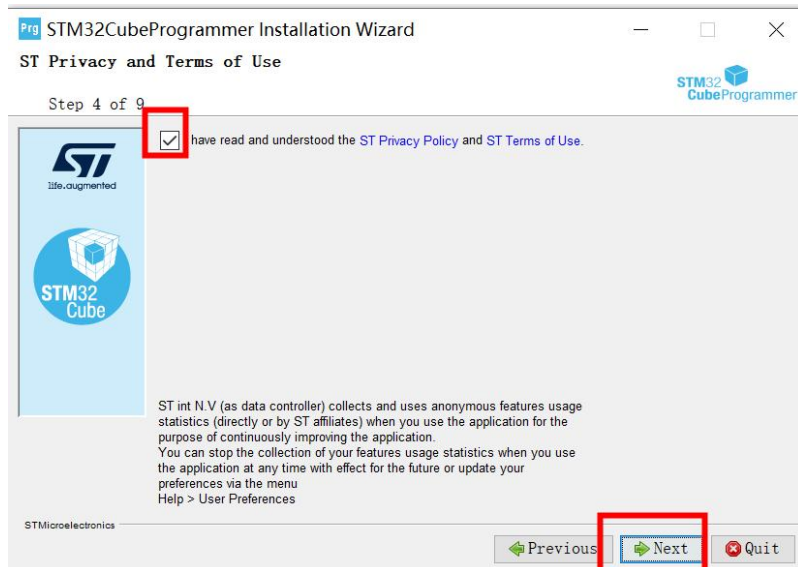 Prg STM32CubeProgrammer Installation Wizard
ST Privacy and Terms of Use
Step 4 of 9
STM32
CubeProgrammer
have read and understood the ST Privacy Policy and ST Terms of Use.
ST
life.augmented
STM32
Cube
ST int N.V (as data controller) collects and uses anonymous features usage
statistics (directly or by ST affiliates) when you use the application for the
purpose of continuously improving the application.
You can stop the collection of your features usage statistics when you use
the application at any time with effect for the future or update your
preferences via the menu
Help > User Preferences
STMicroelectronics
Previous Next Quit